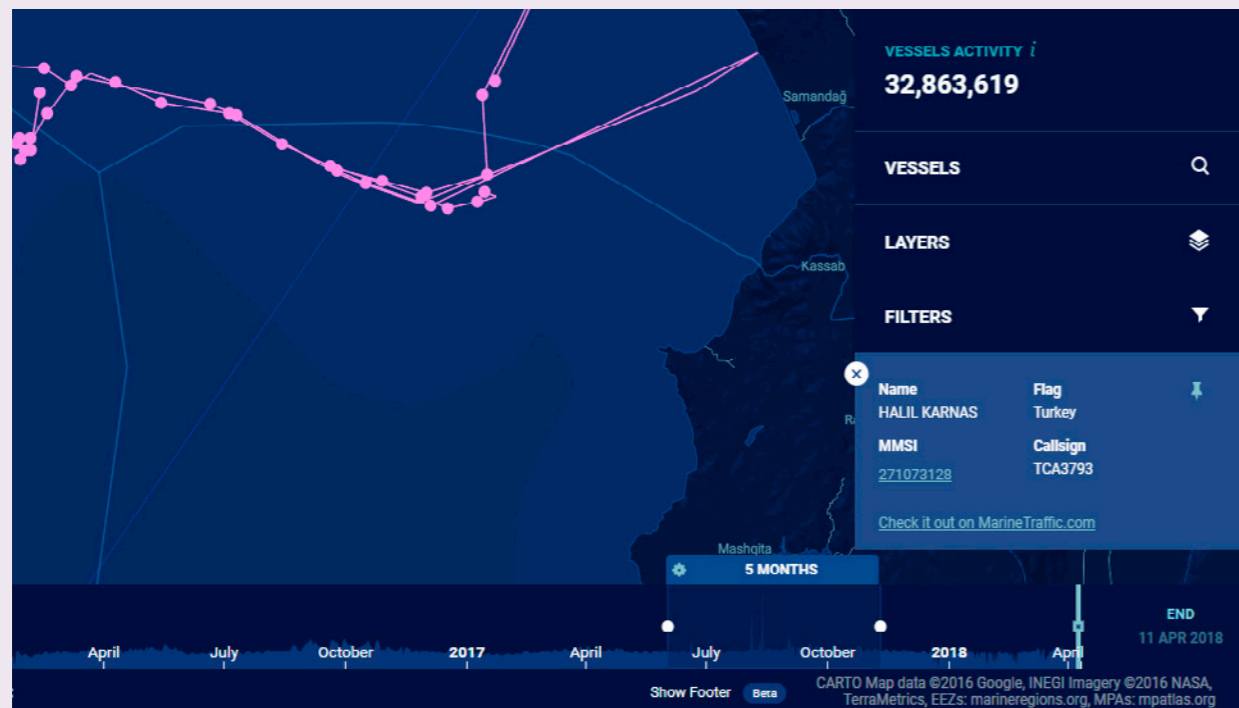 VESSELS ACTIVITY i
32,863,619
Samandağ
VESSELS
LAYERS
Kassab
FILTERS
Name
Flag
HALIL KARNAS
Turkey
MMSI
Callsign
271073128
TCA3793
Check it out on MarineTraffic.com
Mashqita
5 MONTHS
END
11 APR 2018
April
July
October
2017
April
July
October
2018
April
Show Footer
Beta
CARTO Map data ©2016 Google, INEGI Imagery ©2016 NASA,
TerraMetrics, EEZs: marineregions.org, MPAs: mpatlas.org